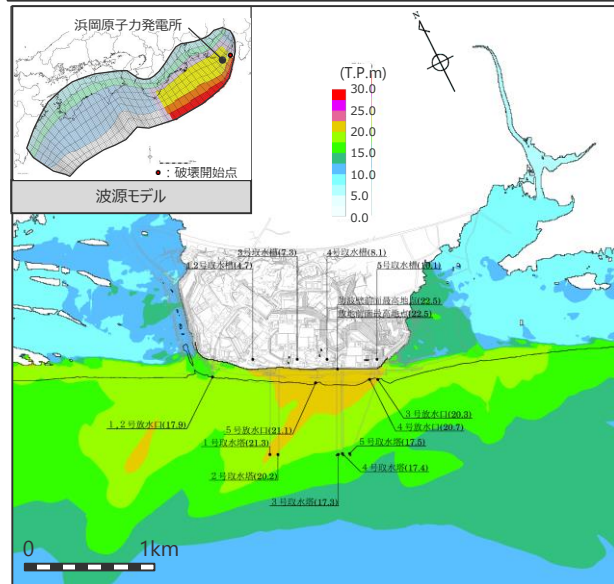 浜岡原子力発電所
●：破壊開始点
波源モデル
(T.P.m)
30.0
25.0
20.0
15.0
10.0
5.0
0.0
3号取水槽(7.3)
4号取水槽(8.1)
1,2号取水槽(4.7)
5号取水槽(10.1)
防波壁前面最高地点(22.5)
敷地前面最高地点(22.5)
1,2号放水口(17.9)
5号放水口(21.1)
3号放水口(20.3)
4号放水口(20.7)
1号取水塔(21.3)
5号取水塔(17.5)
2号取水塔(20.2)
4号取水塔(17.4)
3号取水塔(17.3)
0 1km